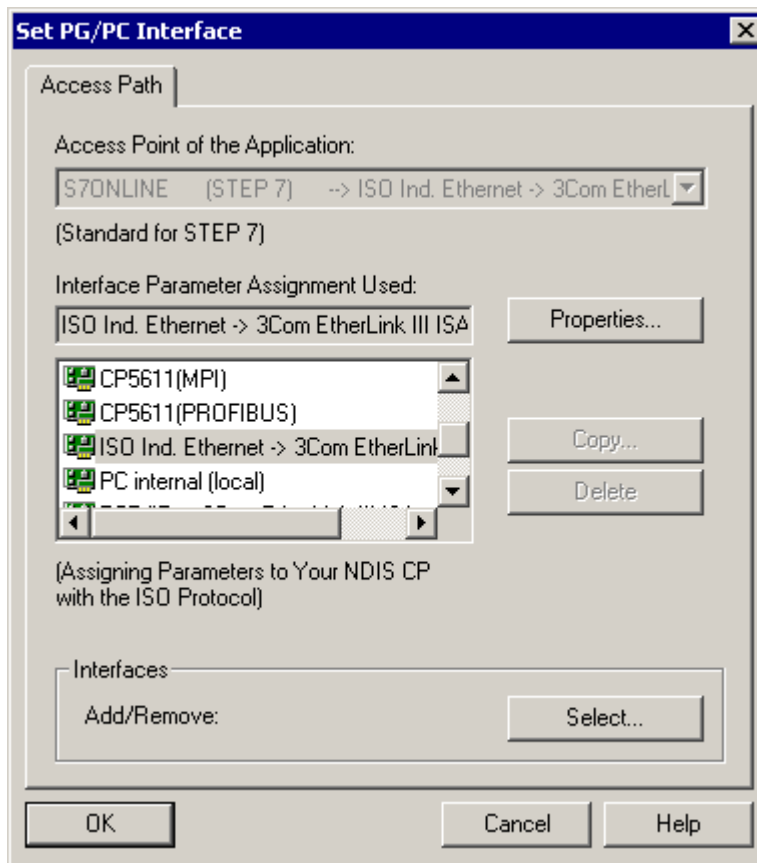 Set PG/PC Interface
Access Path
Access Point of the Application:
S7ONLINE (STEP 7) --> ISO Ind. Ethernet -> 3Com EtherL
(Standard for STEP 7)
Interface Parameter Assignment Used:
ISO Ind. Ethernet -> 3Com EtherLink III ISA
Properties...
CP5611(MPI)
CP5611(PROFIBUS)
ISO Ind. Ethernet -> 3Com EtherLink
Copy...
PC internal (local)
Delete
(Assigning Parameters to Your NDIS CP
with the ISO Protocol)
Interfaces
Add/Remove:
Select...
OK
Cancel
Help